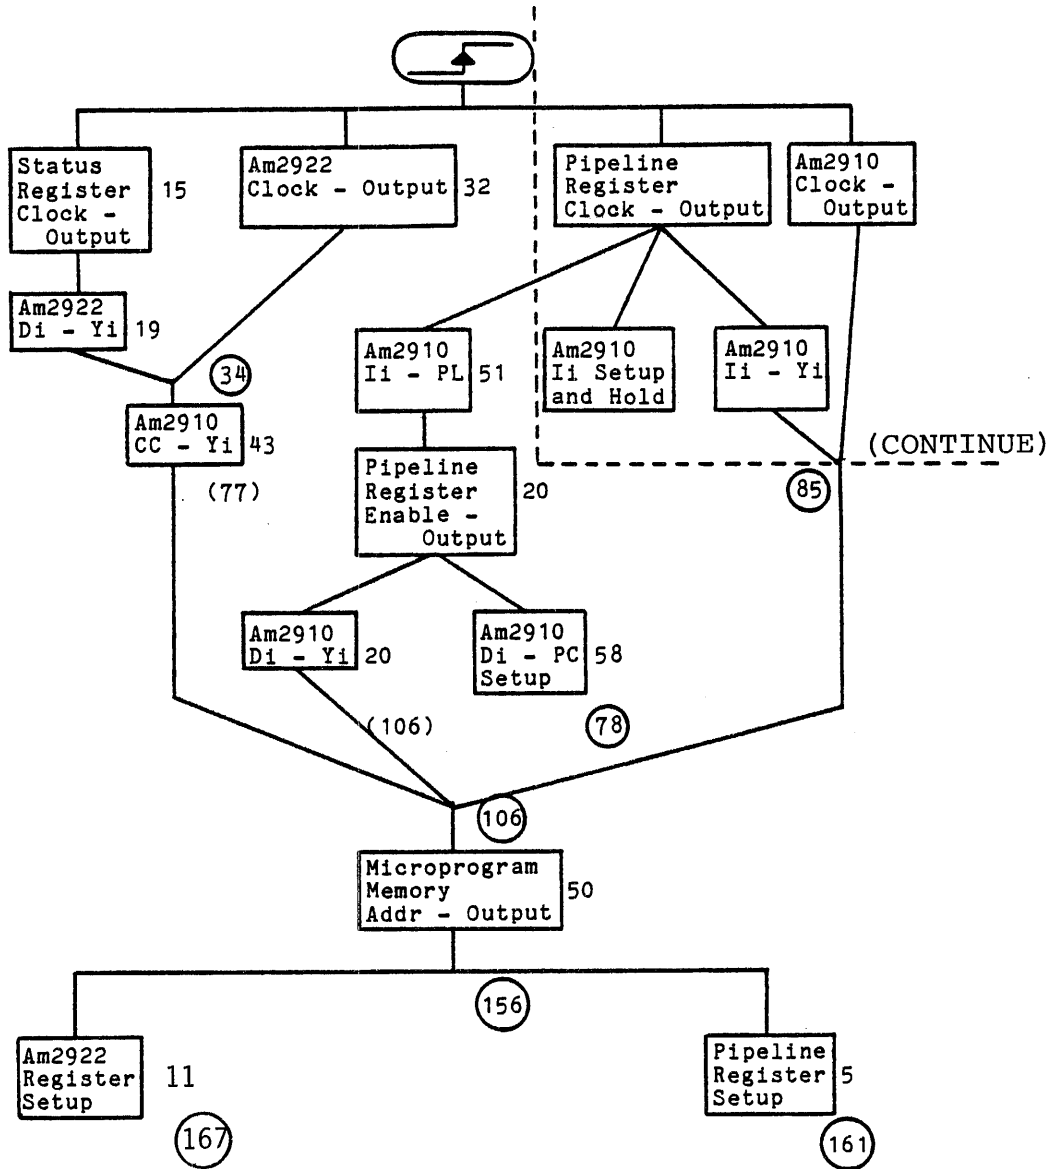 Status
Register
Clock -
Output
15
Am2922
Clock - Output
32
Pipeline
Register
Clock - Output
Am2910
Clock -
Output
Am2922
Di - Yi
19
34
Am2910
Ii - PL
51
Am2910
Ii Setup
and Hold
Am2910
Ii - Yi
Am2910
CC - Yi
43
(77)
(CONTINUE)
85
Pipeline
Register
Enable -
Output
20
Am2910
Di - Yi
20
Am2910
Di - PC
Setup
58
(106)
78
106
Microprogram
Memory
Addr - Output
50
156
Am2922
Register
Setup
11
167
Pipeline
Register
Setup
5
161